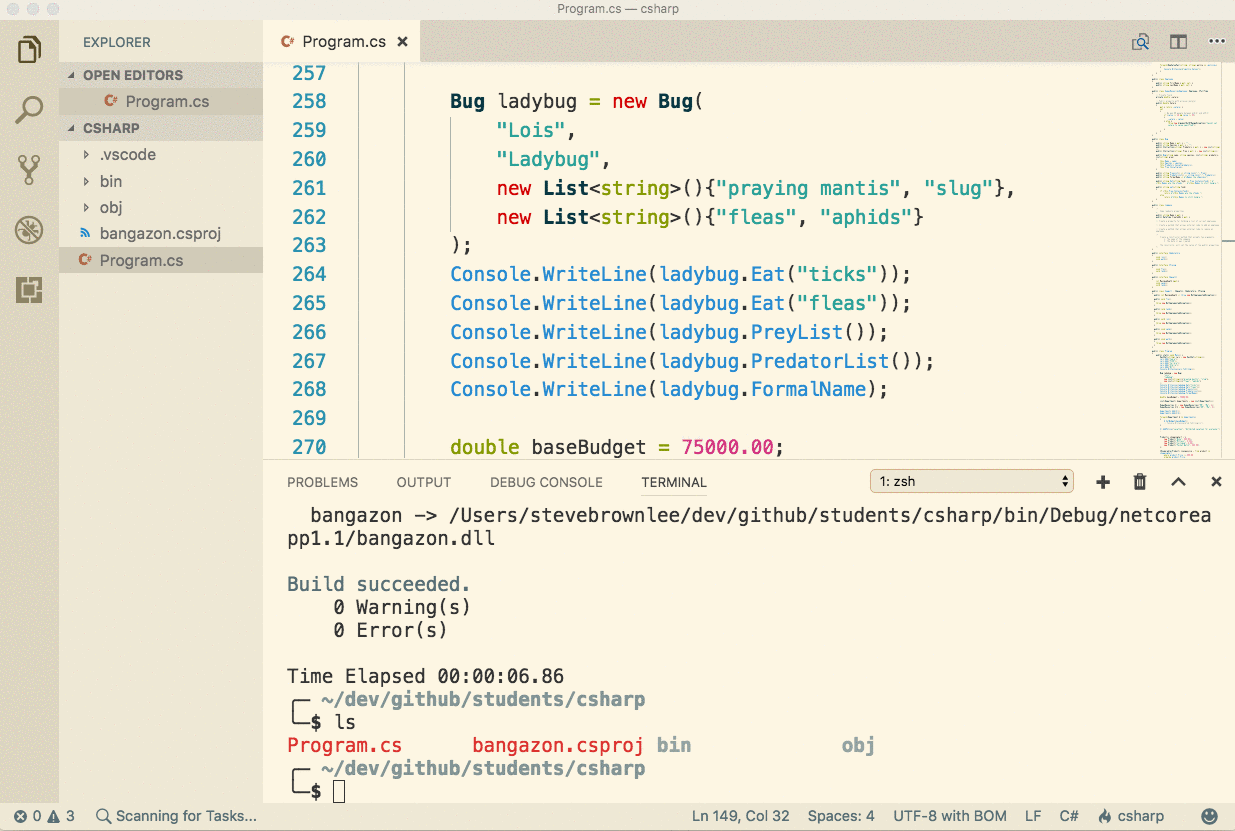 Program.cs — csharp
EXPLORER
OPEN EDITORS
Program.cs
CSHARP
.vscode
bin
obj
bangazon.csproj
Program.cs
Program.cs
257
258 Bug ladybug = new Bug(
259 "Lois",
260 "Ladybug",
261 new List<string>(){"praying mantis", "slug"},
262 new List<string>(){"fleas", "aphids"}
263 );
264 Console.WriteLine(ladybug.Eat("ticks"));
265 Console.WriteLine(ladybug.Eat("fleas"));
266 Console.WriteLine(ladybug.PreyList());
267 Console.WriteLine(ladybug.PredatorList());
268 Console.WriteLine(ladybug.FormalName);
269
270 double baseBudget = 75000.00;
PROBLEMS OUTPUT DEBUG CONSOLE TERMINAL 1: zsh
bangazon -> /Users/stevebrownlee/dev/github/students/csharp/bin/Debug/netcorea
pp1.1/bangazon.dll
Build succeeded.
0 Warning(s)
0 Error(s)
Time Elapsed 00:00:06.86
~/dev/github/students/csharp
$ ls
Program.cs bangazon.csproj bin obj
~/dev/github/students/csharp
$
0 3 Scanning for Tasks... Ln 149, Col 32 Spaces: 4 UTF-8 with BOM LF C# csharp